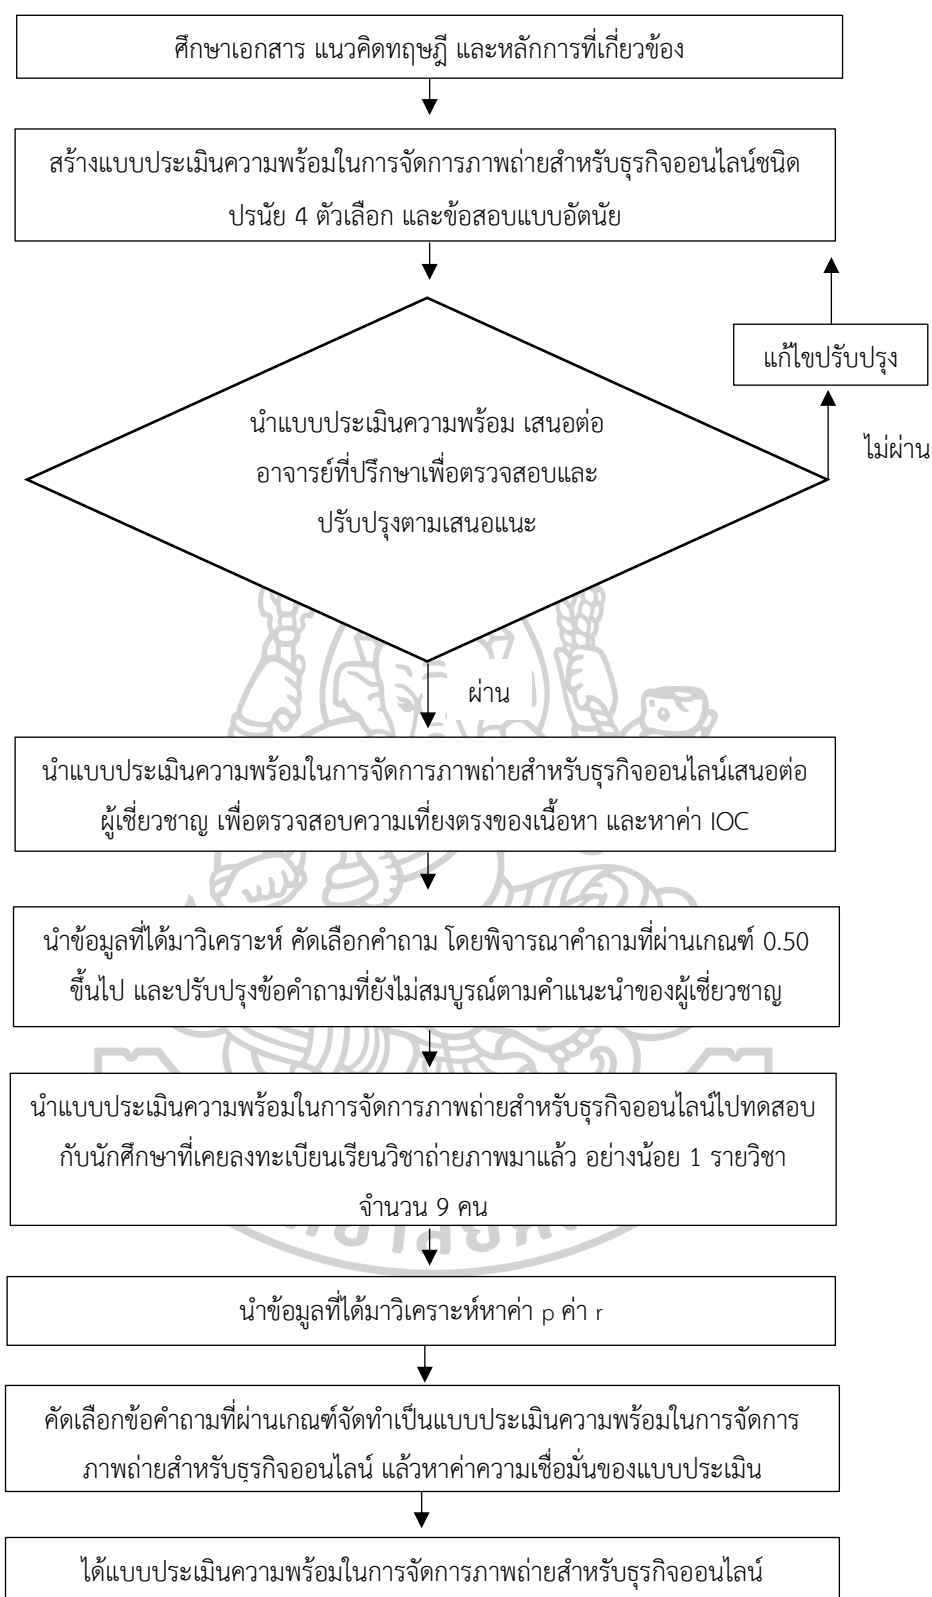 ศึกษาเอกสาร แนวคิดทฤษฎี และหลักการที่เกี่ยวข้อง
สร้างแบบประเมินความพร้อมในการจัดการภาพถ่ายสำหรับธุรกิจออนไลน์ชนิด
ปรนัย 4 ตัวเลือก และข้อสอบแบบอัตนัย
แก้ไขปรับปรุง
นำแบบประเมินความพร้อม เสนอต่อ
อาจารย์ที่ปรึกษาเพื่อตรวจสอบและ
ปรับปรุงตามเสนอแนะ
ไม่ผ่าน
ผ่าน
นำแบบประเมินความพร้อมในการจัดการภาพถ่ายสำหรับธุรกิจออนไลน์เสนอต่อ
ผู้เชี่ยวชาญ เพื่อตรวจสอบความเที่ยงตรงของเนื้อหา และหาค่า IOC
นำข้อมูลที่ได้มาวิเคราะห์ คัดเลือกคำถาม โดยพิจารณาคำถามที่ผ่านเกณฑ์ 0.50
ขึ้นไป และปรับปรุงข้อคำถามที่ยังไม่สมบูรณ์ตามคำแนะนำของผู้เชี่ยวชาญ
นำแบบประเมินความพร้อมในการจัดการภาพถ่ายสำหรับธุรกิจออนไลน์ไปทดสอบ
กับนักศึกษาที่เคยลงทะเบียนเรียนวิชาถ่ายภาพมาแล้ว อย่างน้อย 1 รายวิชา
จำนวน 9 คน
นำข้อมูลที่ได้มาวิเคราะห์หาค่า p ค่า r
คัดเลือกข้อคำถามที่ผ่านเกณฑ์จัดทำเป็นแบบประเมินความพร้อมในการจัดการ
ภาพถ่ายสำหรับธุรกิจออนไลน์ แล้วหาค่าความเชื่อมั่นของแบบประเมิน
ได้แบบประเมินความพร้อมในการจัดการภาพถ่ายสำหรับธุรกิจออนไลน์